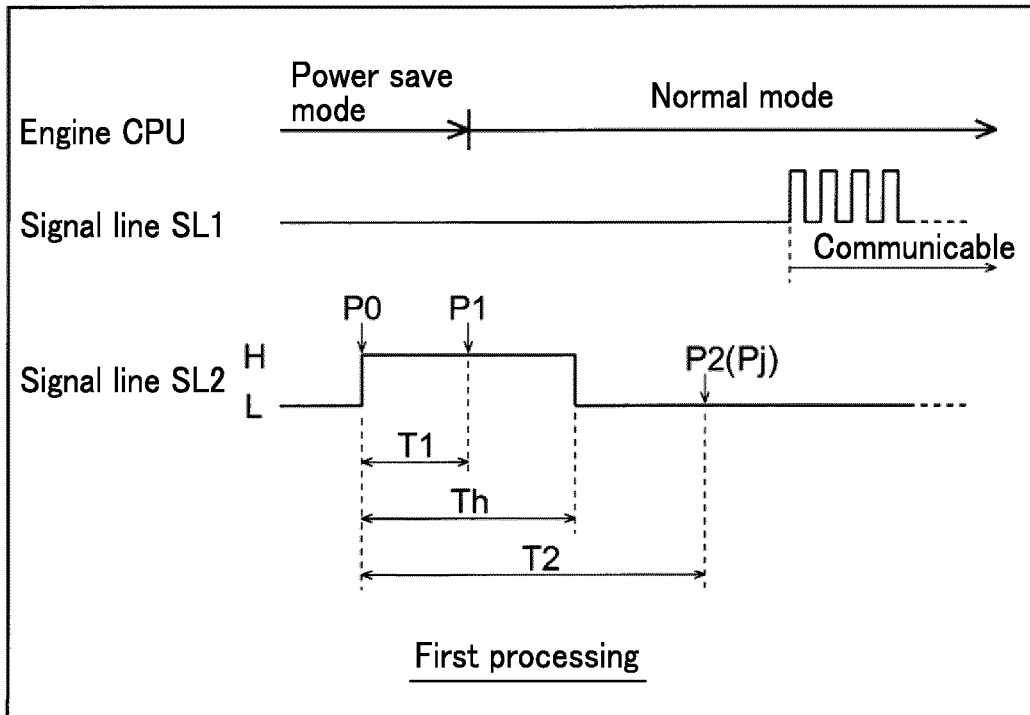 Power save
mode
Normal mode
Engine CPU
Signal line SL1
Communicable
P0
P1
H
P2(Pj)
Signal line SL2
L
T1
Th
T2
First processing